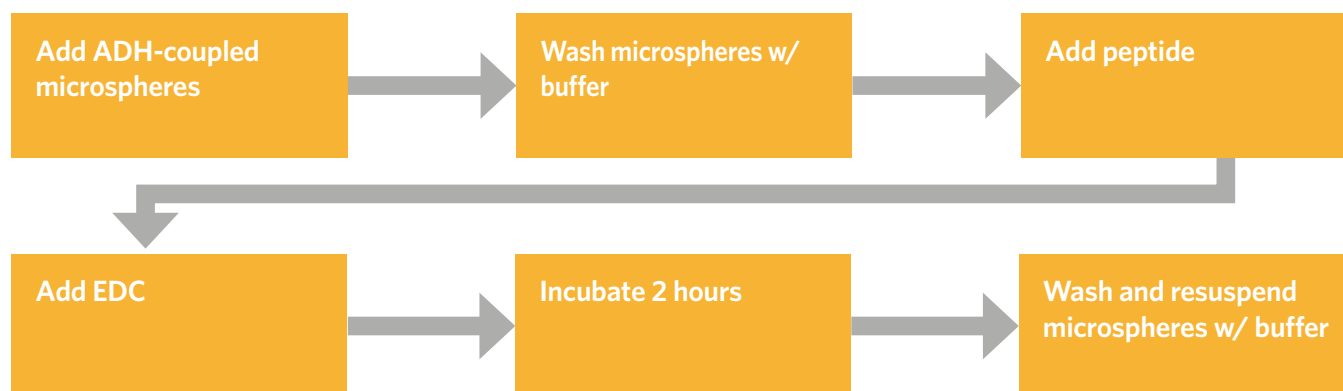 Add ADH-coupled
microspheres
Wash microspheres w/
buffer
Add peptide
Add EDC
Incubate 2 hours
Wash and resuspend
microspheres w/ buffer